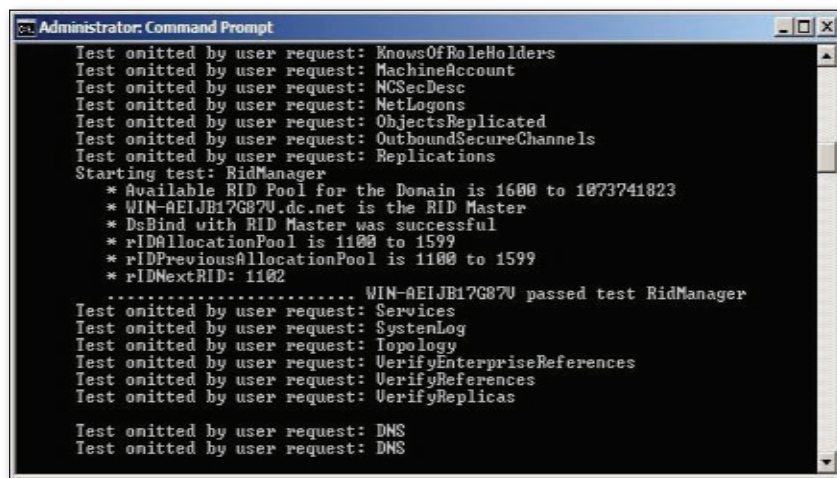 Administrator: Command Prompt
Test omitted by user request: KnowsOfRoleHolders
Test omitted by user request: MachineAccount
Test omitted by user request: NCSecDesc
Test omitted by user request: NetLogons
Test omitted by user request: ObjectsReplicated
Test omitted by user request: OutboundSecureChannels
Test omitted by user request: Replications
Starting test: RidManager
* Available RID Pool for the Domain is 1600 to 1073741823
* WIN-AEIJB17G87V.dc.net is the RID Master
* DsBind with RID Master was successful
* rIDAllocationPool is 1100 to 1599
* rIDPreviousAllocationPool is 1100 to 1599
* rIDNextRID: 1102
......................... WIN-AEIJB17G87V passed test RidManager
Test omitted by user request: Services
Test omitted by user request: SystemLog
Test omitted by user request: Topology
Test omitted by user request: VerifyEnterpriseReferences
Test omitted by user request: VerifyReferences
Test omitted by user request: VerifyReplicas
Test omitted by user request: DNS
Test omitted by user request: DNS